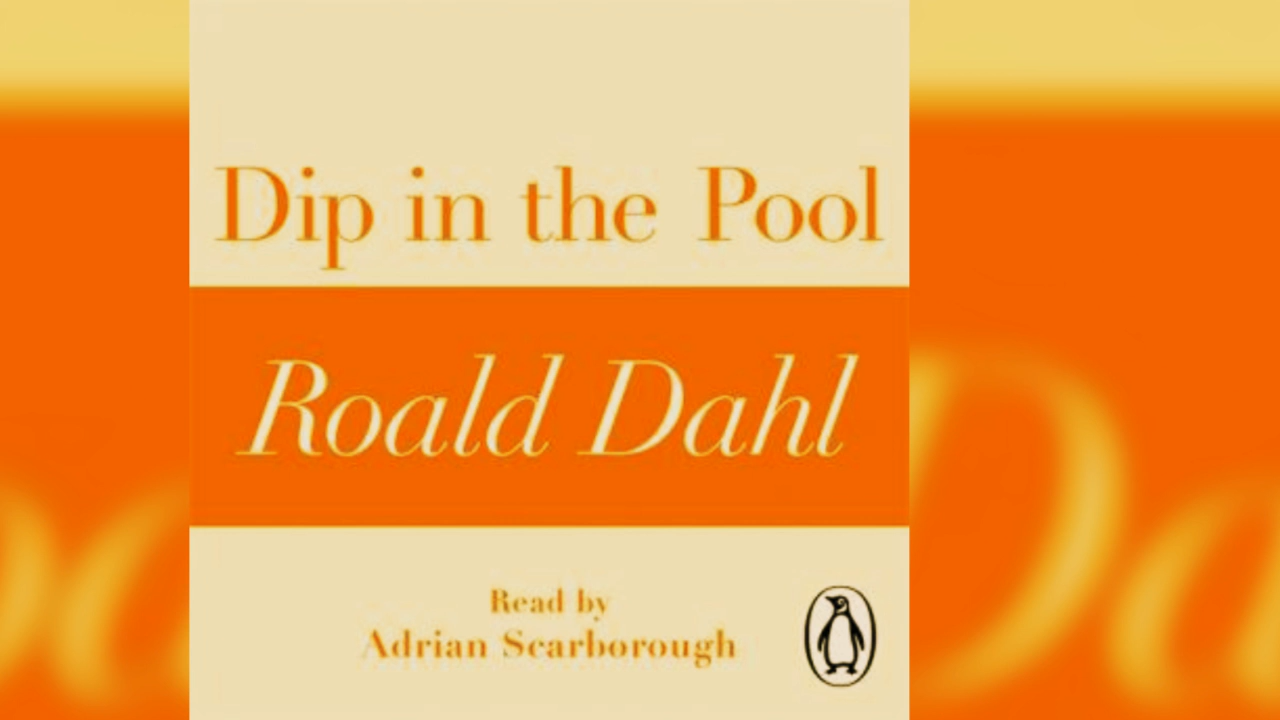 Dip in the Pool
Roald Dahl
Read by
Adrian Scarborough